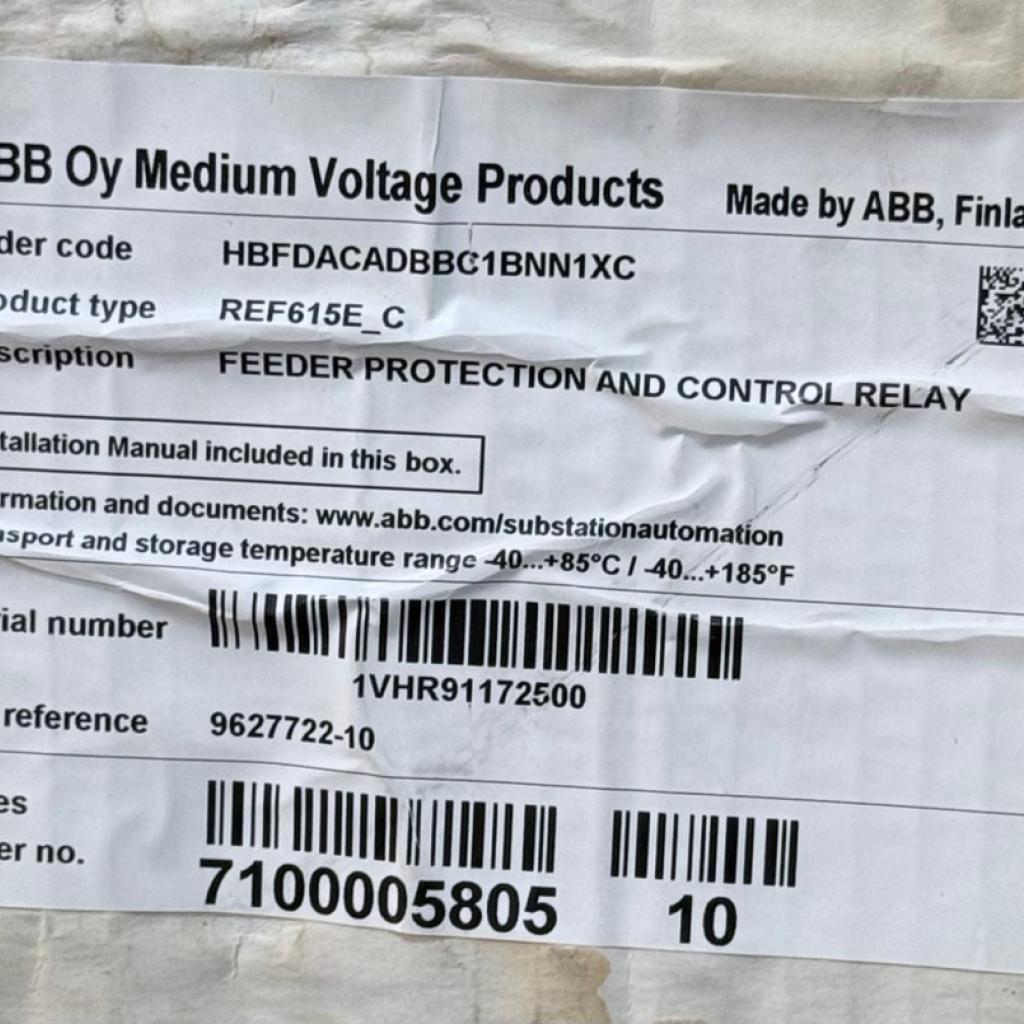 BB Oy Medium Voltage Products Made by ABB, Finla
der code HBFDACADBBC1BNN1XC
oduct type REF615E_C
scription FEEDER PROTECTION AND CONTROL RELAY
tallation Manual included in this box.
rmation and documents: www.abb.com/substationautomation
nsport and storage temperature range -40...+85°C / -40...+185°F
ial number
1VHR91172500
reference 9627722-10
es
er no.
7100005805 10